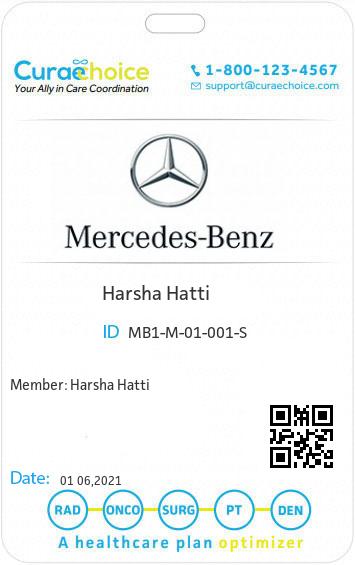 Curaechoice
Your Ally in Care Coordination
1-800-123-4567
support@curaechoice.com
Mercedes-Benz
Harsha Hatti
ID MB1-M-01-001-S
Member: Harsha Hatti
Date: 01 06,2021
RAD ONCO SURG PT DEN
A healthcare plan optimizer